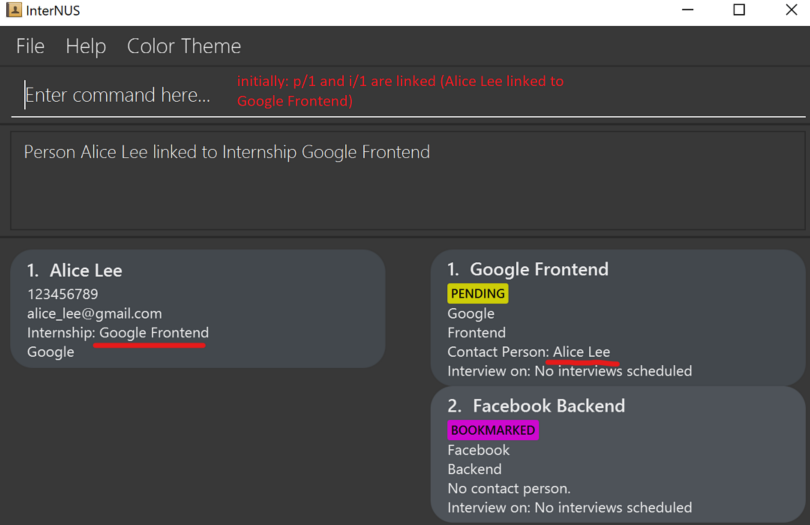 InterNUS
File Help Color Theme
Enter command here...
initially: p/1 and i/1 are linked (Alice Lee linked to
Google Frontend)
Person Alice Lee linked to Internship Google Frontend
1. Alice Lee
123456789
alice_lee@gmail.com
Internship: Google Frontend
Google
1. Google Frontend
PENDING
Google
Frontend
Contact Person: Alice Lee
Interview on: No interviews scheduled
2. Facebook Backend
BOOKMARKED
Facebook
Backend
No contact person.
Interview on: No interviews scheduled